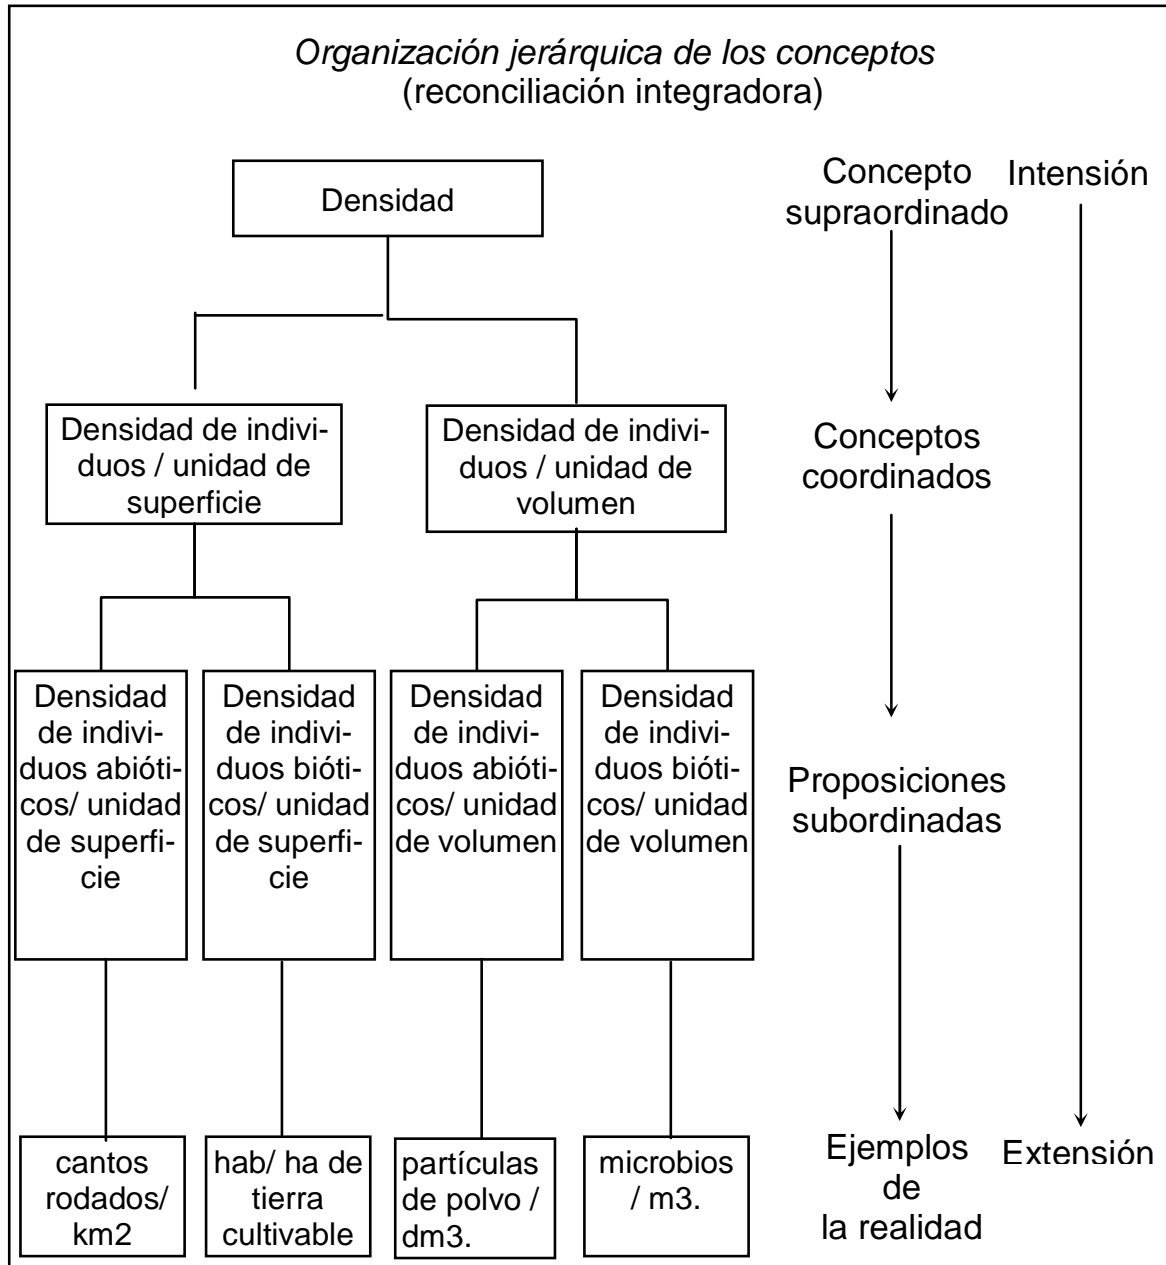 Organización jerárquica de los conceptos
(reconciliación integradora)
Densidad
Concepto
supraordinado
Intensión
Densidad de indivi-
duos / unidad de
superficie
Densidad de indivi-
duos / unidad de
volumen
Conceptos
coordinados
Densidad
de indivi-
duos abióti-
cos/ unidad
de superfi-
cie
Densidad
de indivi-
duos bióti-
cos/ unidad
de superfi-
cie
Densidad
de indivi-
duos abióti-
cos/ unidad
de volumen
Densidad
de indivi-
duos bióti-
cos/ unidad
de volumen
Proposiciones
subordinadas
cantos
rodados/
km2
hab/ ha de
tierra
cultivable
partículas
de polvo /
dm3.
microbios
/ m3.
Ejemplos
de
la realidad
Extensión